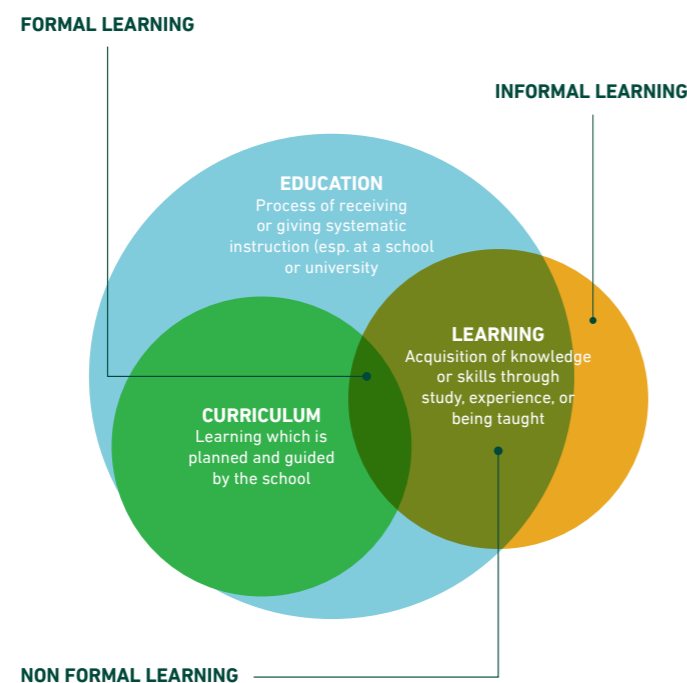 FORMAL LEARNING
INFORMAL LEARNING
EDUCATION
Process of receiving
or giving systematic
instruction (esp. at a school
or university
LEARNING
Acquisition of knowledge
or skills through
study, experience, or
being taught
CURRICULUM
Learning which is
planned and guided
by the school
NON FORMAL LEARNING